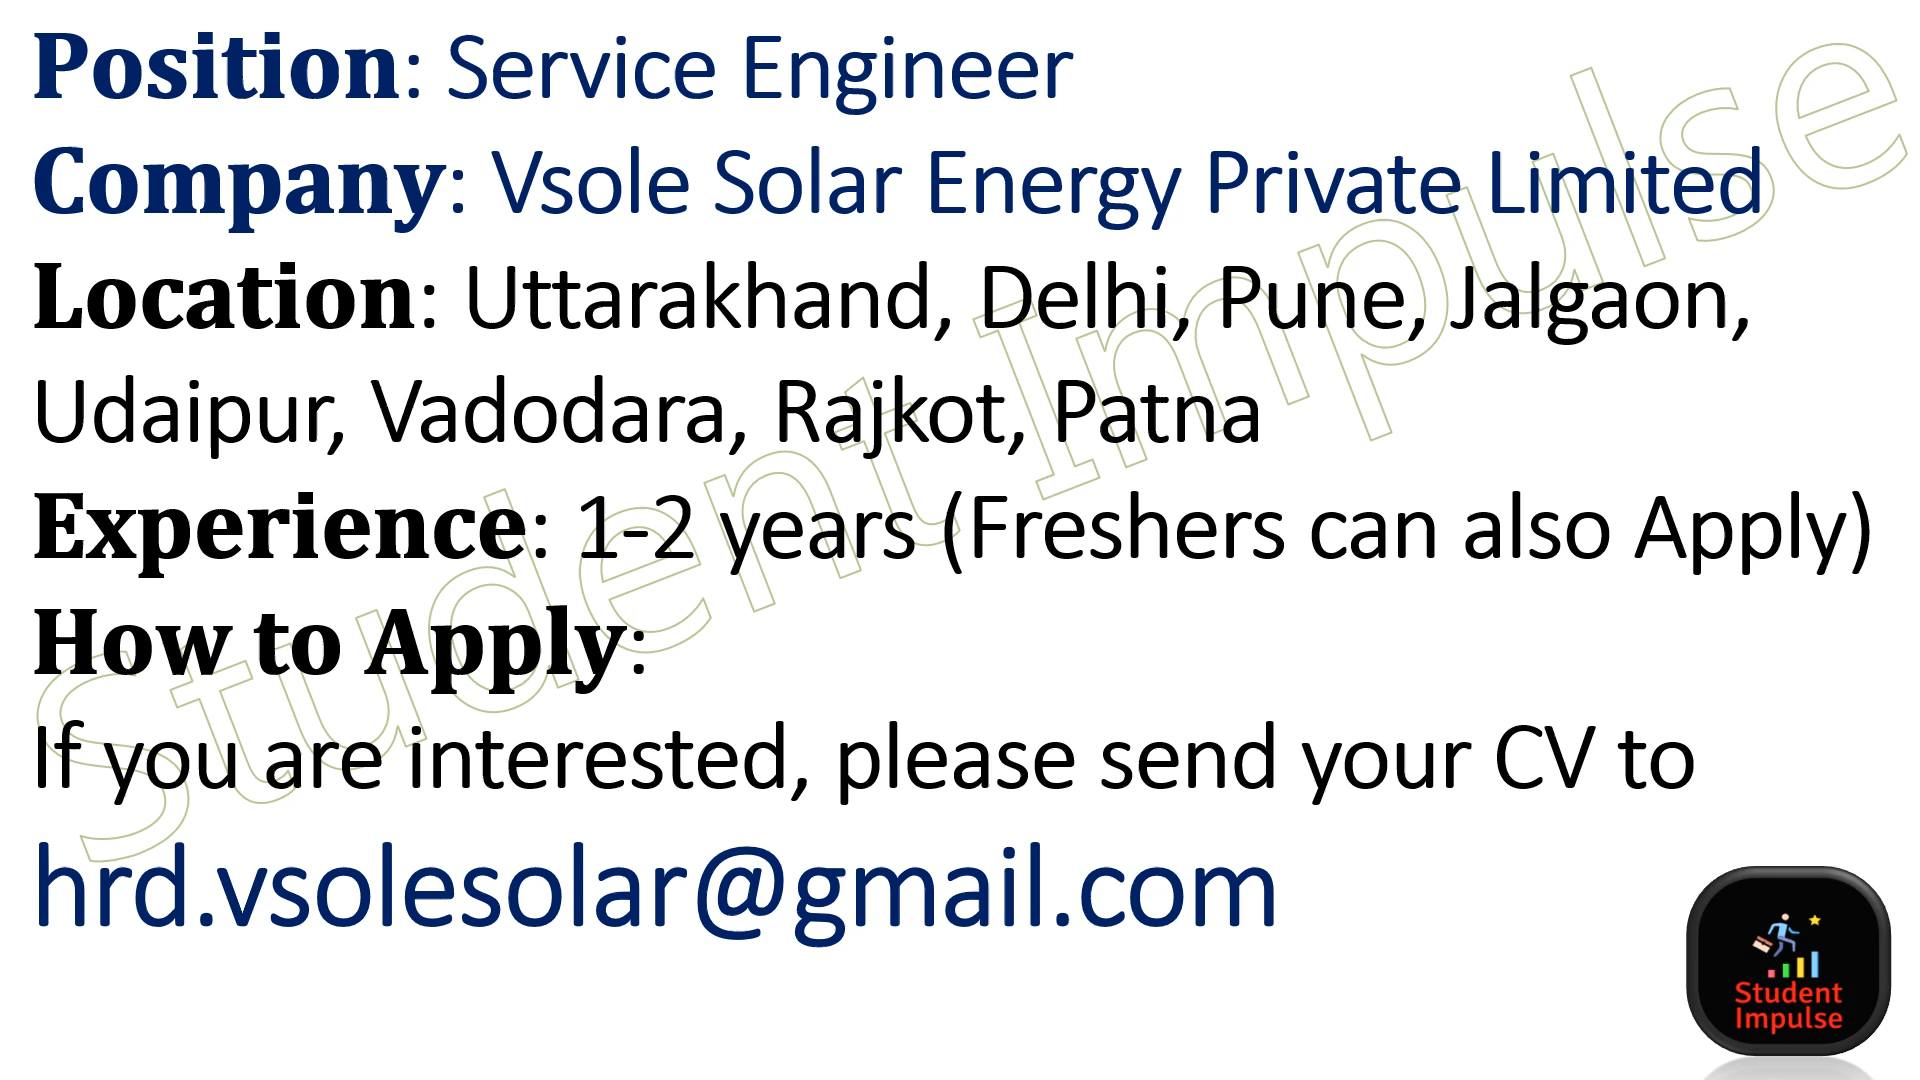 Position: Service Engineer
Company: Vsole Solar Energy Private Limited
Location: Uttarakhand, Delhi, Pune, Jalgaon,
Udaipur, Vadodara, Rajkot, Patna
Experience: 1-2 years (Freshers can also Apply)
How to Apply:
If you are interested, please send your CV to
hrd.vsolesolar@gmail.com
Student Impulse
Student
Impulse